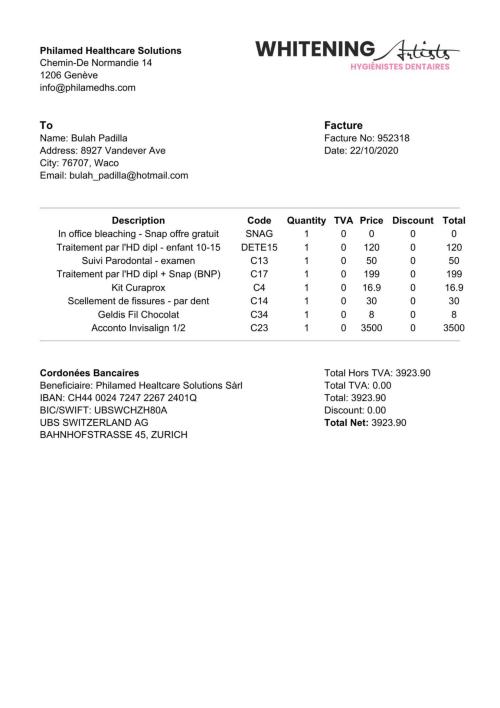 Philamed Healthcare Solutions
Chemin-De Normandie 14
1206 Genève
info@philamedhs.com
WHITENING Artists
HYGIÉNISTES DENTAIRES
To
Name: Bulah Padilla
Address: 8927 Vandever Ave
City: 76707, Waco
Email: bulah_padilla@hotmail.com
Facture
Facture No: 952318
Date: 22/10/2020
Description Code Quantity TVA Price Discount Total
In office bleaching - Snap offre gratuit SNAG 1 0 0 0 0
Traitement par l'HD dipl - enfant 10-15 DETE15 1 0 120 0 120
Suivi Parodontal - examen C13 1 0 50 0 50
Traitement par l'HD dipl + Snap (BNP) C17 1 0 199 0 199
Kit Curaprox C4 1 0 16.9 0 16.9
Scellement de fissures - par dent C14 1 0 30 0 30
Geldis Fil Chocolat C34 1 0 8 0 8
Acconto Invisalign 1/2 C23 1 0 3500 0 3500
Cordonées Bancaires
Beneficiaire: Philamed Healtcare Solutions Sàrl
IBAN: CH44 0024 7247 2267 2401Q
BIC/SWIFT: UBSWCHZH80A
UBS SWITZERLAND AG
BAHNHOFSTRASSE 45, ZURICH
Total Hors TVA: 3923.90
Total TVA: 0.00
Total: 3923.90
Discount: 0.00
Total Net: 3923.90